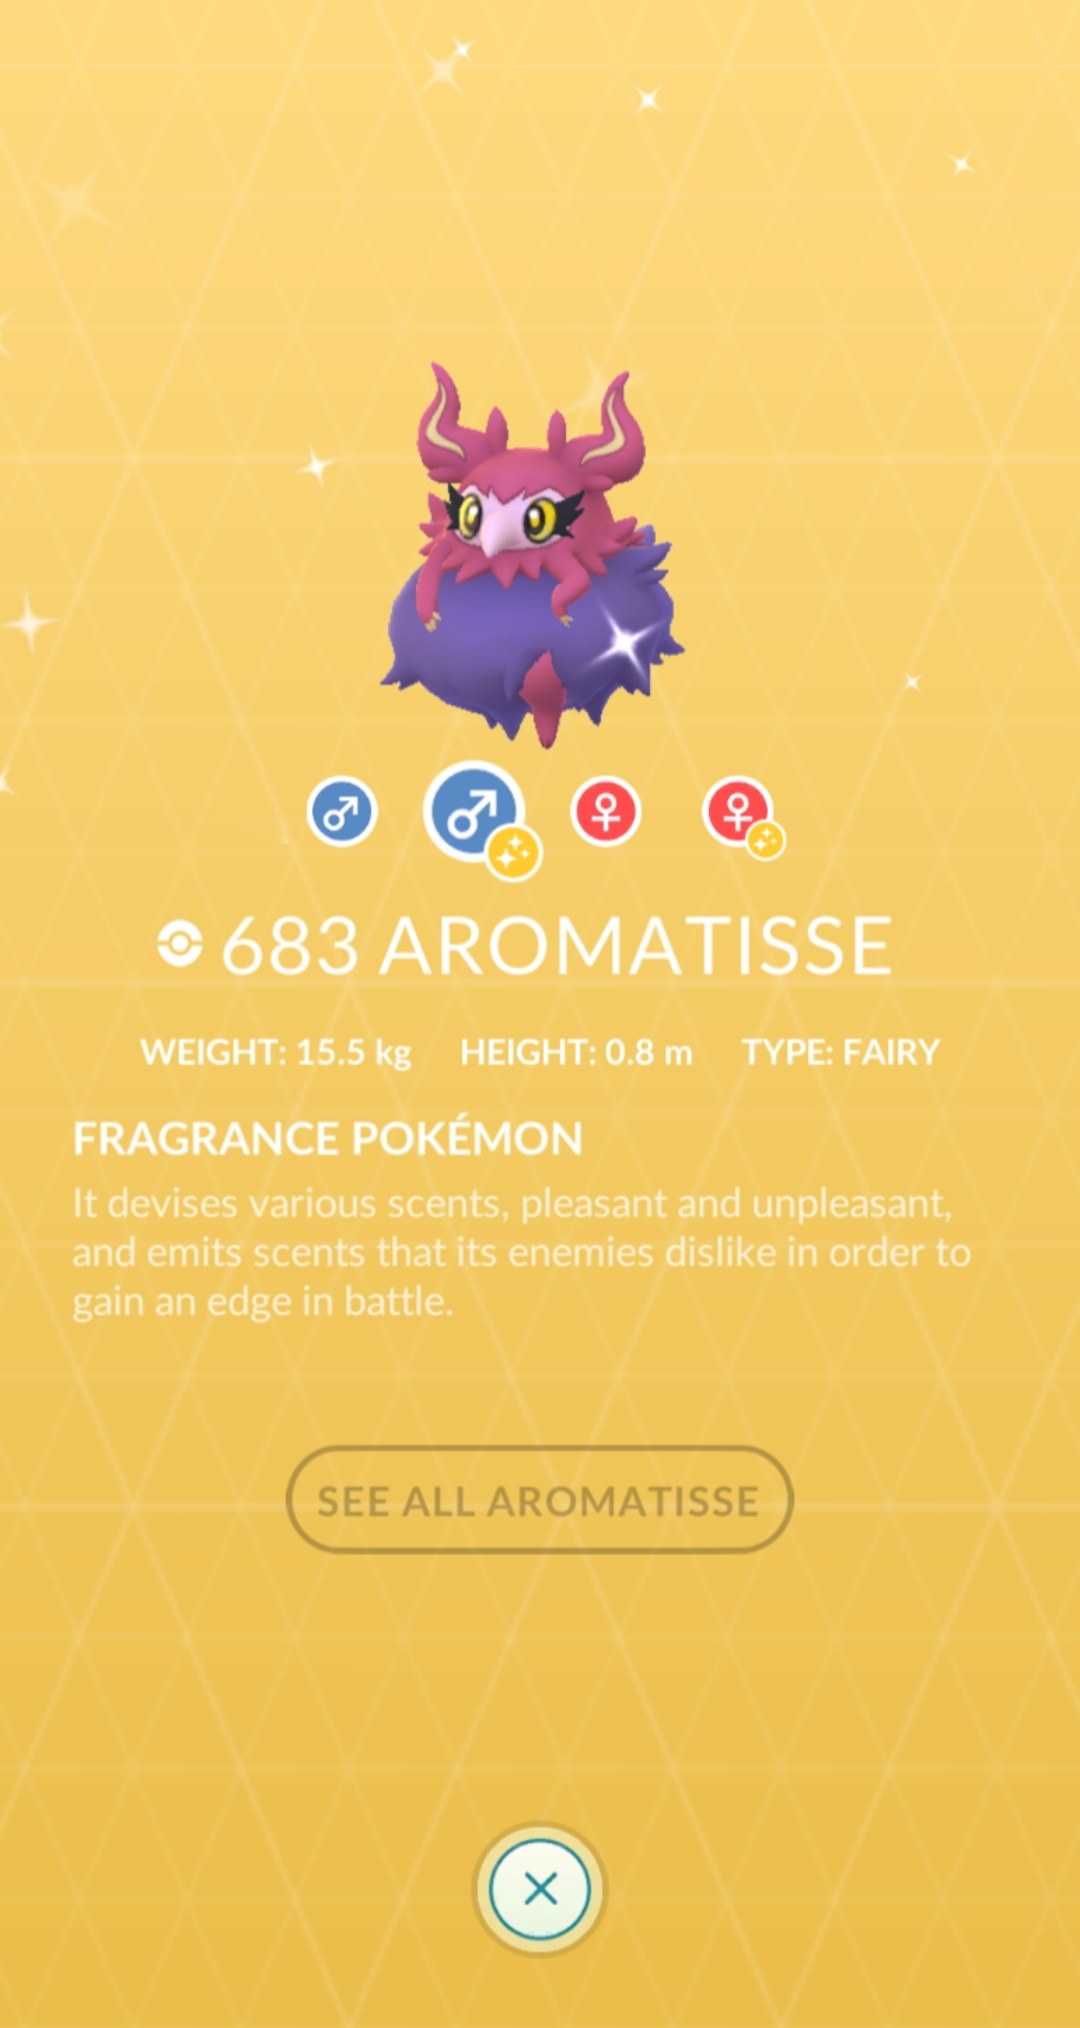 683 AROMATISSE
WEIGHT: 15.5 kg HEIGHT: 0.8 m TYPE: FAIRY
FRAGRANCE POKÉMON
It devises various scents, pleasant and unpleasant,
and emits scents that its enemies dislike in order to
gain an edge in battle.
SEE ALL AROMATISSE